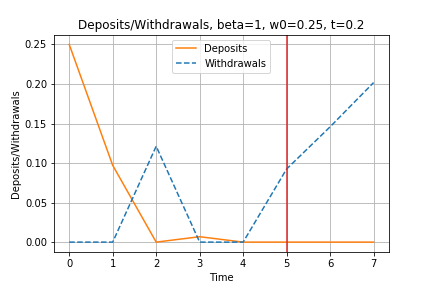 Deposits/Withdrawals, beta=1, w0=0.25, t=0.2
Deposits
Withdrawals
Deposits/Withdrawals
0.25
0.20
0.15
0.10
0.05
0.00
0 1 2 3 4 5 6 7
Time